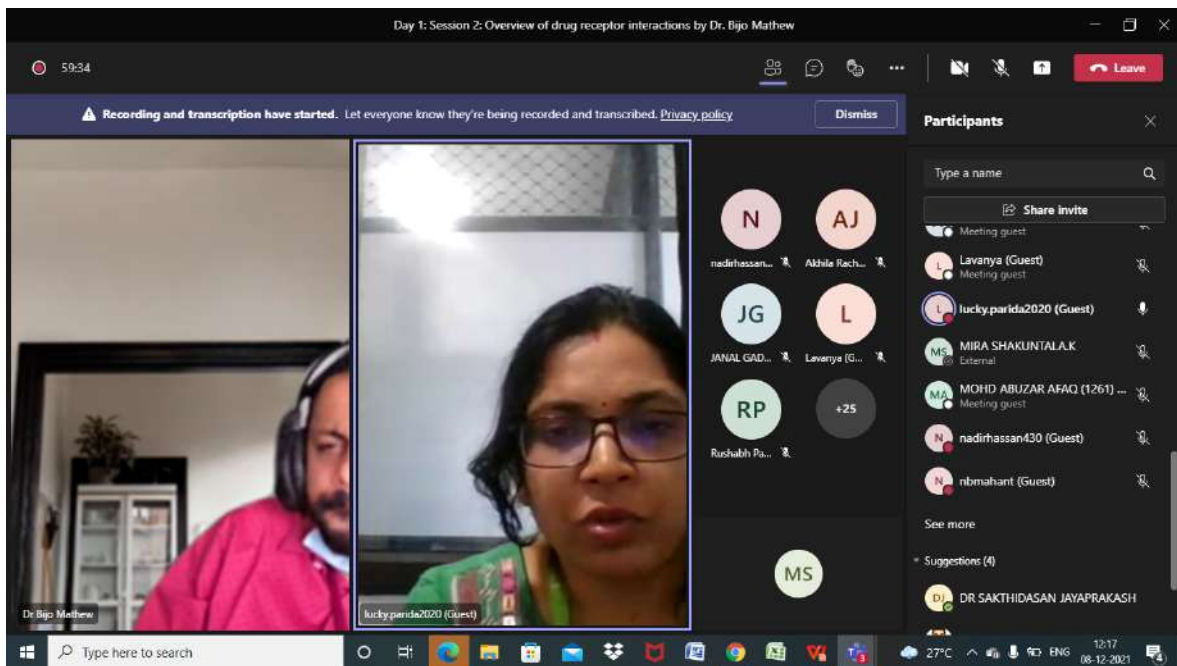 Day 1: Session 2: Overview of drug receptor interactions by Dr. Bijo Mathew
59:34
Leave
Recording and transcription have started. Let everyone know they're being recorded and transcribed. Privacy policy
Dismiss
Participants
Type a name
Share invite
Meeting guest
L
Lavanya (Guest)
Meeting guest
L
lucky.parida2020 (Guest)
MS
MIRA SHAKUNTALA.K
External
MA
MOHD ABUZAR AFAQ (1261) ...
Meeting guest
N
nadirhassan430 (Guest)
N
nbmahant (Guest)
See more
Suggestions (4)
DJ
DR SAKTHIDASAN JAYAPRAKASH
N
AJ
nadirhassan...
Akhila Rach...
JG
L
JANAL GAD...
Lavanya (G...
RP
+25
Rushabh Pa...
MS
Dr Bijo Mathew
lucky.parida2020 (Guest)
Type here to search
27°C
ENG
12:17
08-12-2021